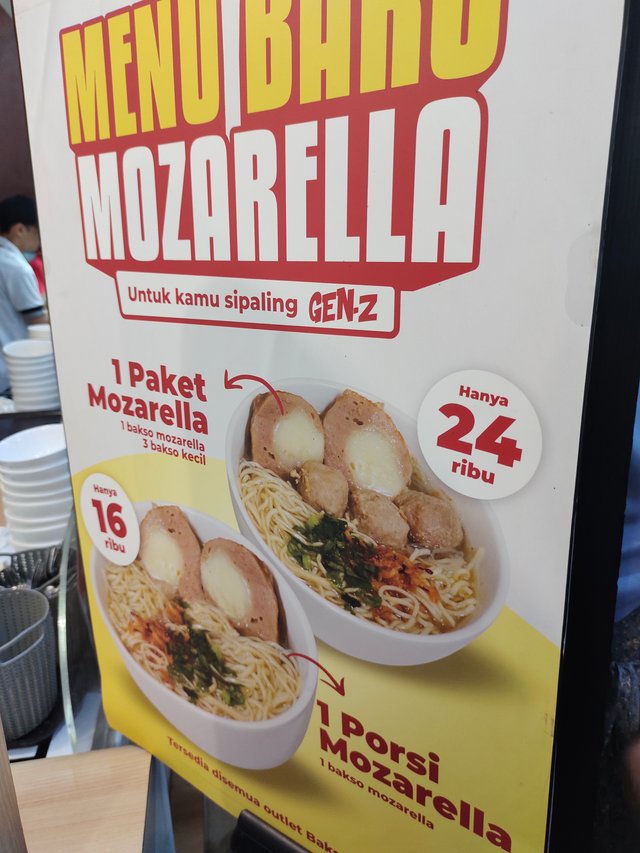 MENU BARU
MOZARELLA
Untuk kamu sipaling GEN-Z
1 Paket
Mozarella
1 bakso mozarella
3 bakso kecil
Hanya
24
ribu
Hanya
16
ribu
1 Porsi
Mozarella
1 bakso mozarella
Tersedia disemua outlet